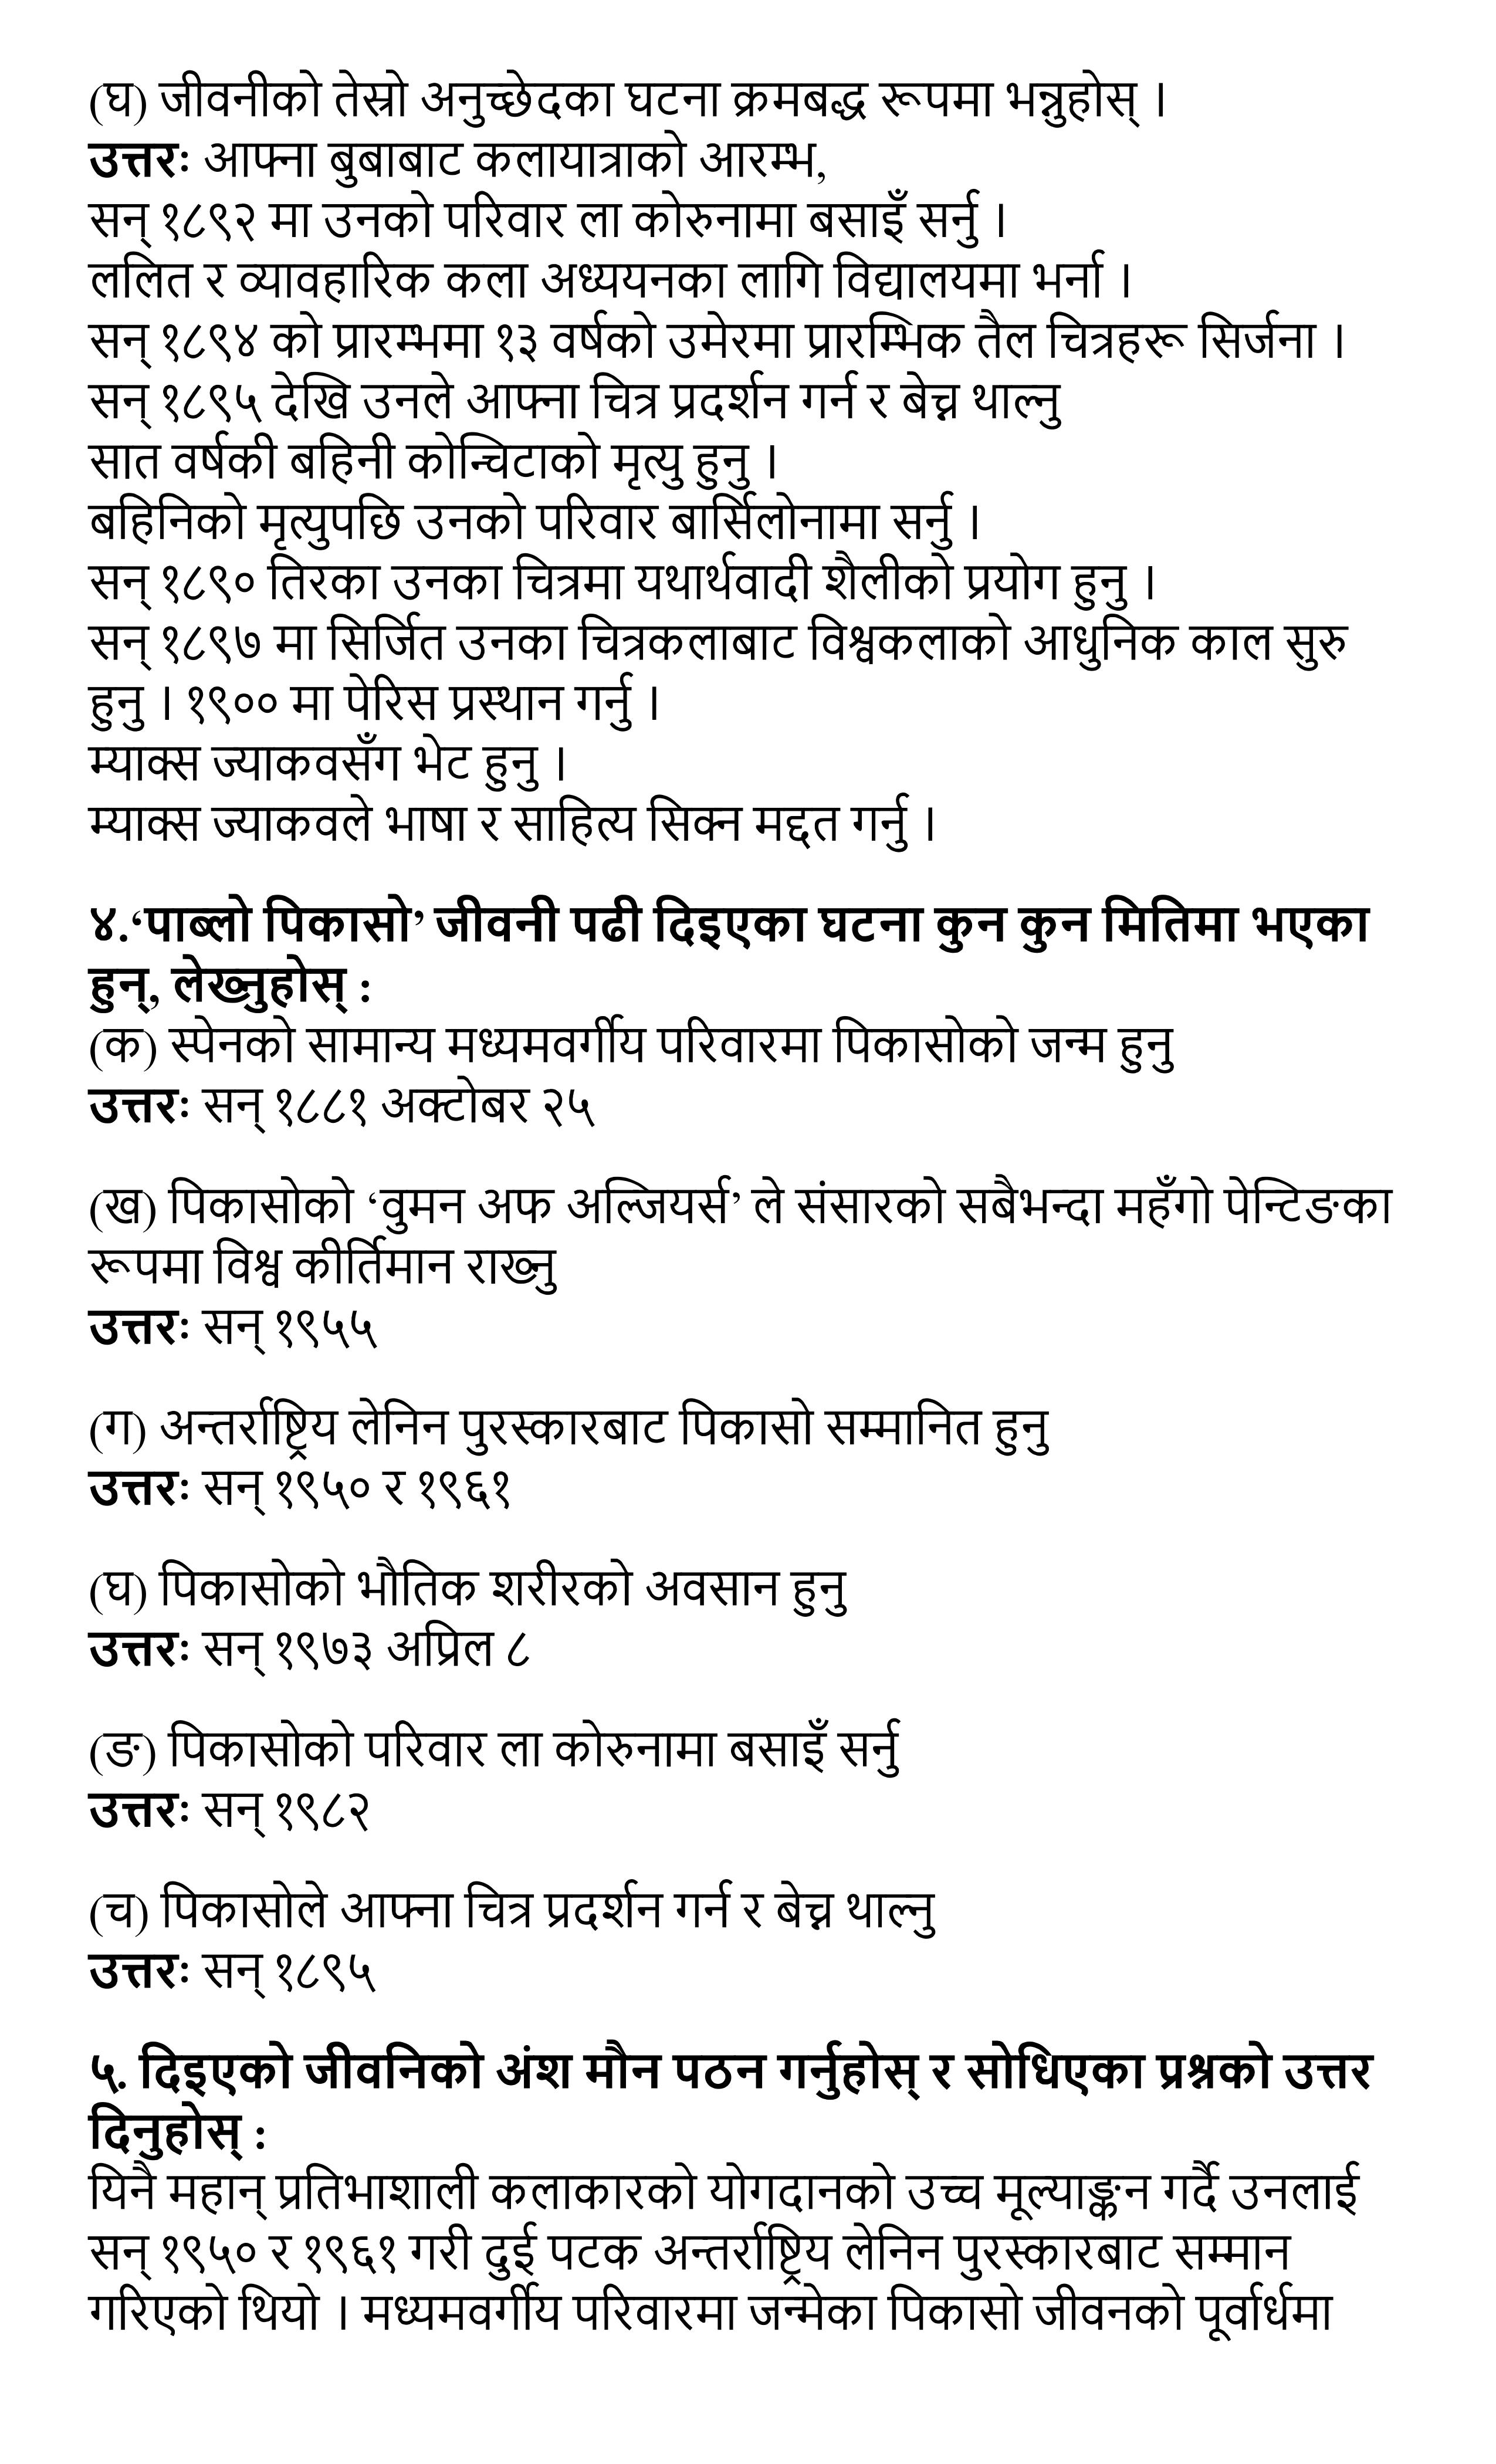 (घ) जीवनीको तेस्रो अनुच्छेदका घटना क्रमबद्ध रूपमा भन्नुहोस् ।
उत्तरः आफ्ना बुबाबाट कलायात्राको आरम्भ,
सन् १८९२ मा उनको परिवार ला कोरुनामा बसाइँ सर्नु ।
ललित र व्यावहारिक कला अध्ययनका लागि विद्यालयमा भर्ना ।
सन् १८९४ को प्रारम्भमा १३ वर्षको उमेरमा प्रारम्भिक तैल चित्रहरू सिर्जना ।
सन् १८९५ देखि उनले आफ्ना चित्र प्रदर्शन गर्न र बेच्न थाल्नु
सात वर्षकी बहिनी कोन्चिटाको मृत्यु हुनु ।
बहिनिको मृत्युपछि उनको परिवार बार्सिलोनामा सर्नु ।
सन् १८९० तिरका उनका चित्रमा यथार्थवादी शैलीको प्रयोग हुनु ।
सन् १८९७ मा सिर्जित उनका चित्रकलाबाट विश्वकलाको आधुनिक काल सुरु
हुनु । १९०० मा पेरिस प्रस्थान गर्नु ।
म्याक्स ज्याकवसँग भेट हुनु ।
म्याक्स ज्याकवले भाषा र साहित्य सिक्न मद्दत गर्नु ।
४.‘पाब्लो पिकासो’ जीवनी पढी दिइएका घटना कुन कुन मितिमा भएका
हुन्, लेख्नुहोस् :
(क) स्पेनको सामान्य मध्यमवर्गीय परिवारमा पिकासोको जन्म हुनु
उत्तरः सन् १८८१ अक्टोबर २५
(ख) पिकासोको ‘वुमन अफ अल्जियर्स’ ले संसारको सबैभन्दा महँगो पेन्टिङका
रूपमा विश्व कीर्तिमान राख्नु
उत्तरः सन् १९५५
(ग) अन्तर्राष्ट्रिय लेनिन पुरस्कारबाट पिकासो सम्मानित हुनु
उत्तरः सन् १९५० र १९६१
(घ) पिकासोको भौतिक शरीरको अवसान हुनु
उत्तरः सन् १९७३ अप्रिल ८
(ङ) पिकासोको परिवार ला कोरुनामा बसाइँ सर्नु
उत्तरः सन् १९८२
(च) पिकासोले आफ्ना चित्र प्रदर्शन गर्न र बेच्न थाल्नु
उत्तरः सन् १८९५
५. दिइएको जीवनिको अंश मौन पठन गर्नुहोस् र सोधिएका प्रश्नको उत्तर
दिनुहोस् :
यिनै महान् प्रतिभाशाली कलाकारको योगदानको उच्च मूल्याङ्कन गर्दै उनलाई
सन् १९५० र १९६१ गरी दुई पटक अन्तर्राष्ट्रिय लेनिन पुरस्कारबाट सम्मान
गरिएको थियो । मध्यमवर्गीय परिवारमा जन्मेका पिकासो जीवनको पूर्वार्धमा